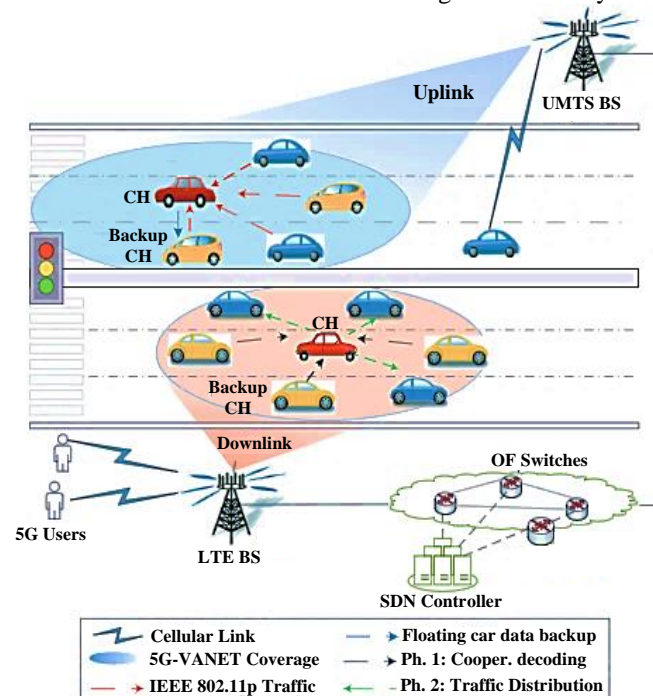 Uplink
UMTS BS
CH
Backup
CH
CH
Backup
CH
Downlink
5G Users
LTE BS
OF Switches
SDN Controller
Cellular Link
5G-VANET Coverage
IEEE 802.11p Traffic
Floating car data backup
Ph. 1: Cooper. decoding
Ph. 2: Traffic Distribution